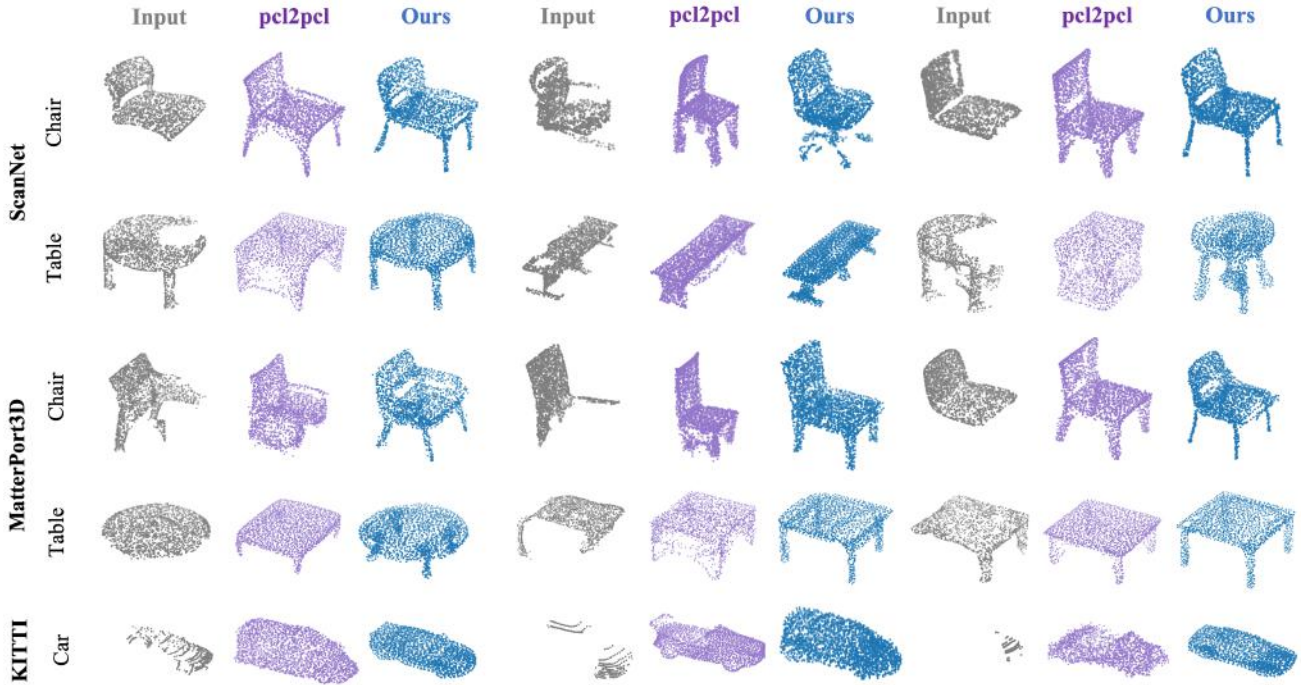 Input pcl2pcl Ours Input pcl2pcl Ours Input pcl2pcl Ours
ScanNet
Chair
Table
MatterPort3D
Chair
Table
KITTI
Car